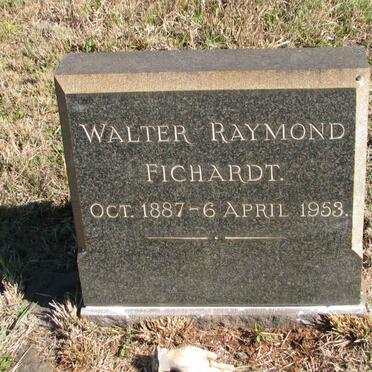 WALTER RAYMOND
FICHARDT.
OCT. 1887-6 APRIL 1953.